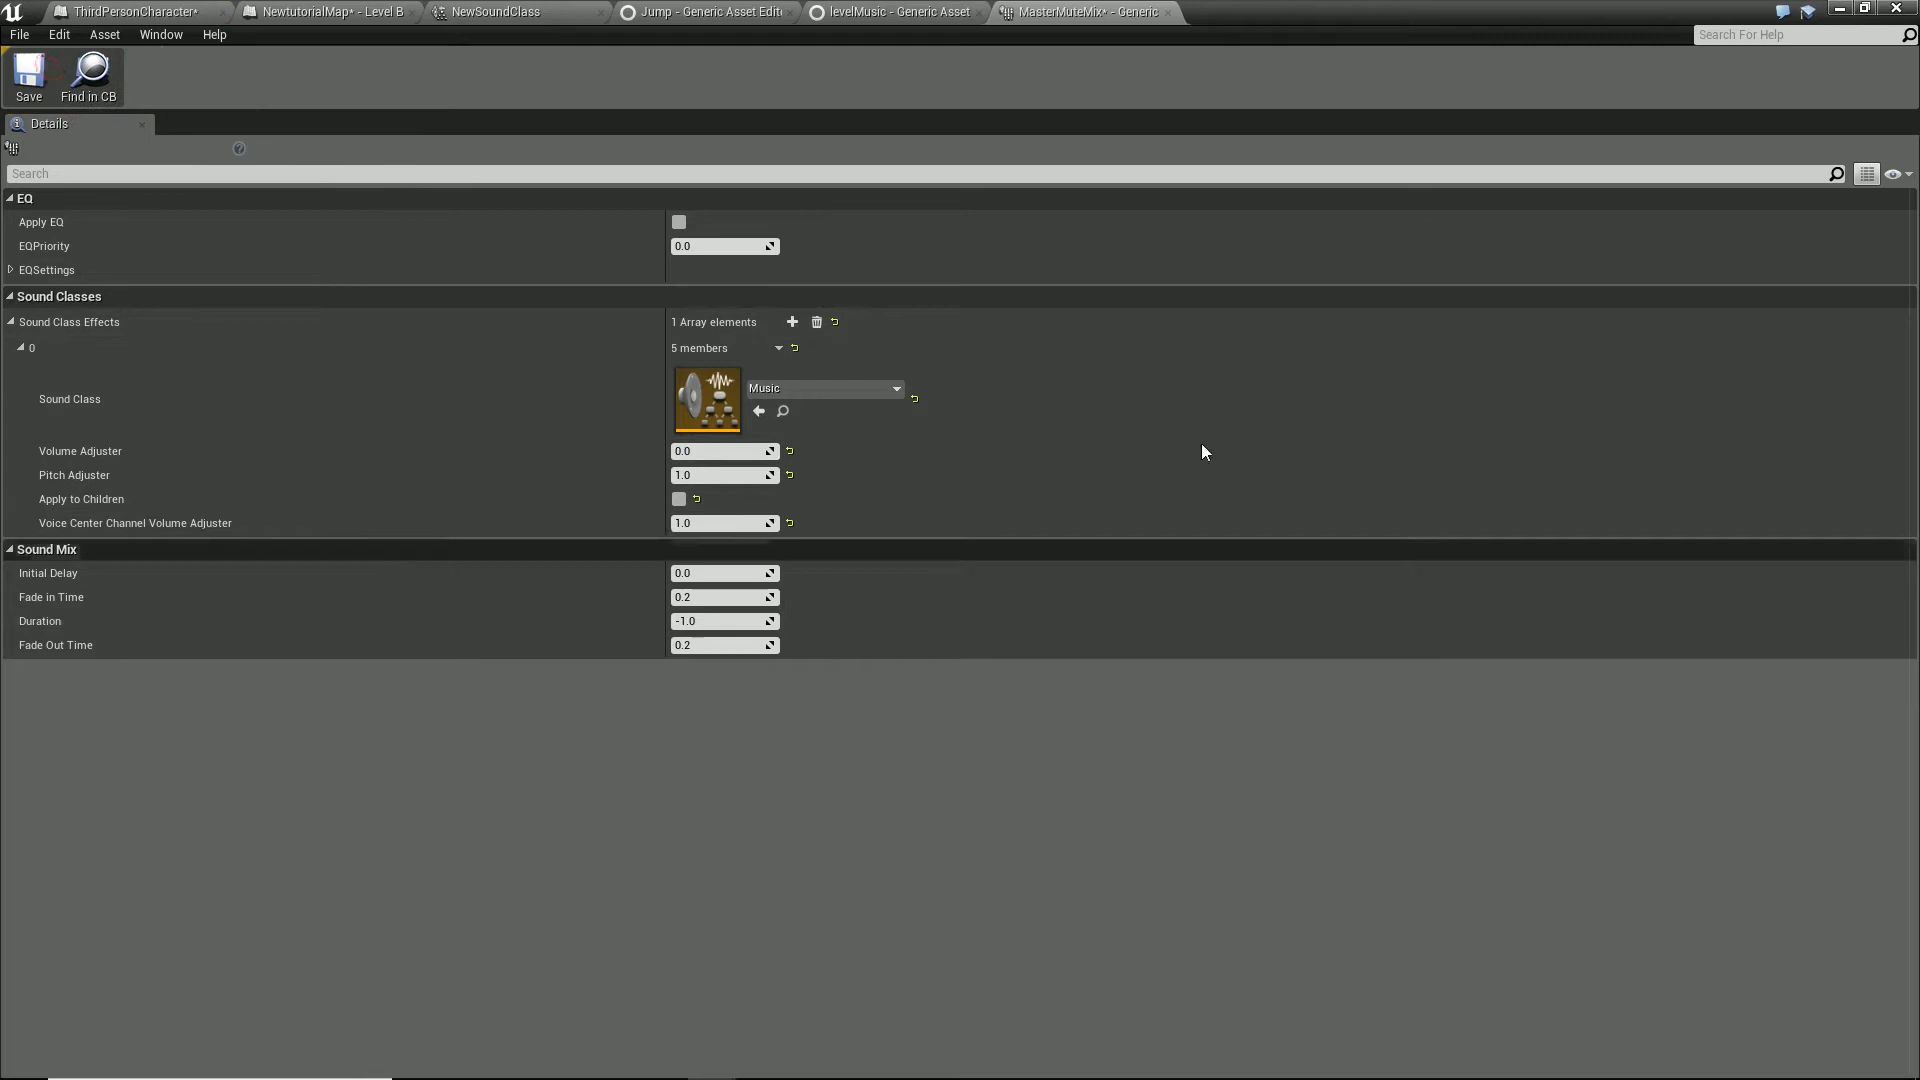 ThirdPersonCharacter*
NewtutorialMap* - Level B
NewSoundClass
Jump - Generic Asset Edit
levelMusic - Generic Asset
MasterMuteMix* - Generic
File Edit Asset Window Help
Search For Help
Save Find in CB
Details
Search
EQ
Apply EQ
EQPriority 0.0
EQSettings
Sound Classes
Sound Class Effects 1 Array elements
0 5 members
Sound Class Music
Volume Adjuster 0.0
Pitch Adjuster 1.0
Apply to Children
Voice Center Channel Volume Adjuster 1.0
Sound Mix
Initial Delay 0.0
Fade in Time 0.2
Duration -1.0
Fade Out Time 0.2